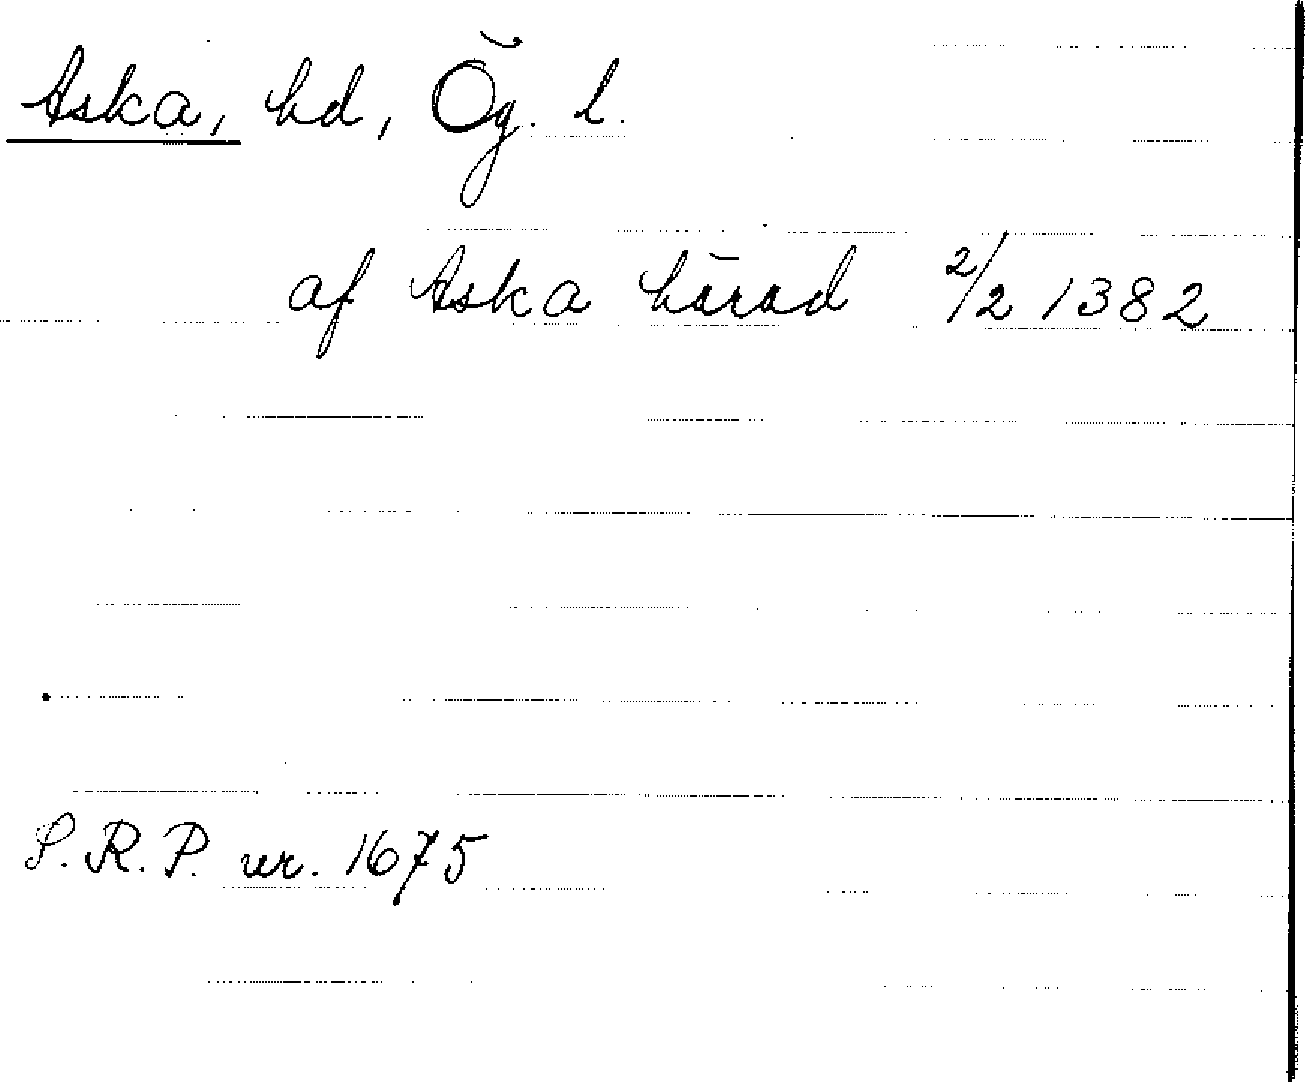 Aska, hd, Ög. l.
af Aska härad 2/2 1382
S.R.P. nr. 1675